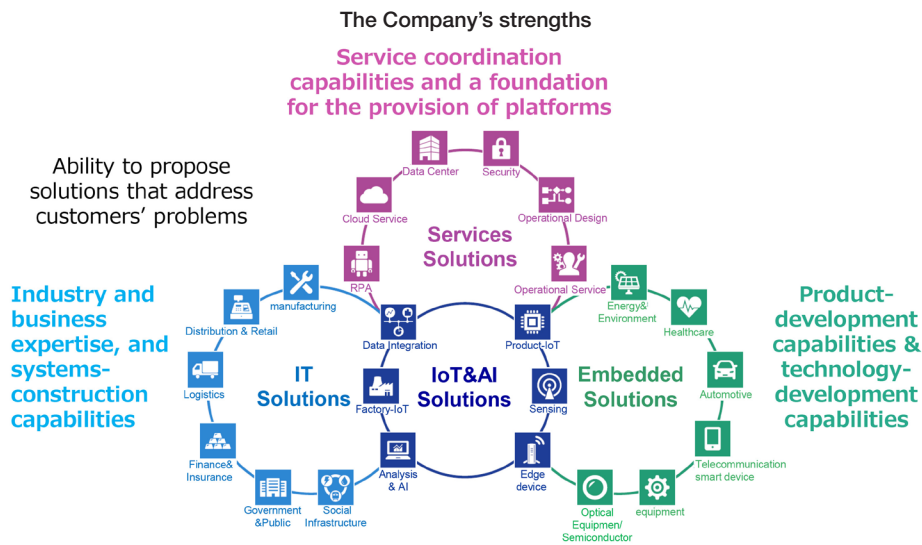 The Company's strengths
Service coordination
capabilities and a foundation
for the provision of platforms
Ability to propose
solutions that address
customers' problems
Data Center
Security
Cloud Service
Operational Design
Services
Solutions
RPA
Operational Service
Industry and
business
expertise, and
systems-
construction
capabilities
manufacturing
Distribution & Retail
Data Integration
Logistics
IT
Solutions
Factory-IoT
Finance&
Insurance
Government
&Public
Social
Infrastructure
Analysis
& AI
IoT&AI
Solutions
Product-IoT
Sensing
Edge
device
Embedded
Solutions
Energy&/
Environment
Healthcare
Automotive
Telecommunication
smart device
equipment
Optical
Equipmen/
Semiconductor
Product-
development
capabilities &
technology-
development
capabilities